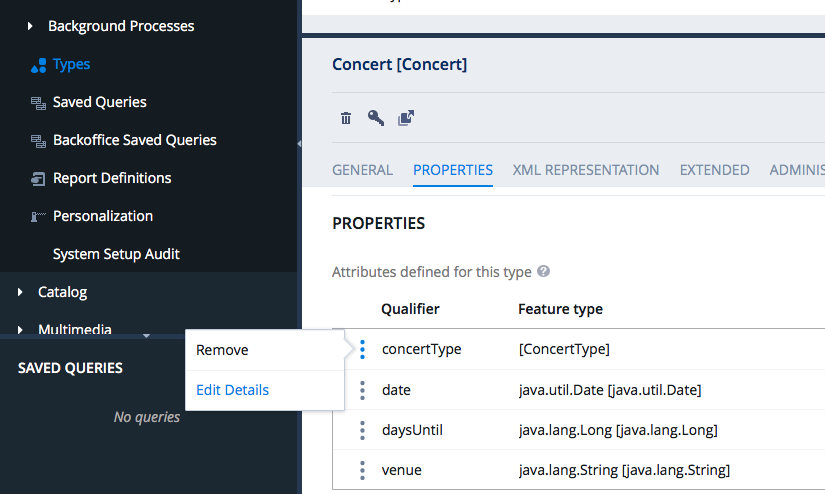 Background Processes
Types
Saved Queries
Backoffice Saved Queries
Report Definitions
Personalization
System Setup Audit
Catalog
Multimedia
SAVED QUERIES
No queries
Remove
Edit Details
Concert [Concert]
GENERAL PROPERTIES XML REPRESENTATION EXTENDED ADMINIS
PROPERTIES
Attributes defined for this type ?
Qualifier Feature type
concertType [ConcertType]
date java.util.Date [java.util.Date]
daysUntil java.lang.Long [java.lang.Long]
venue java.lang.String [java.lang.String]